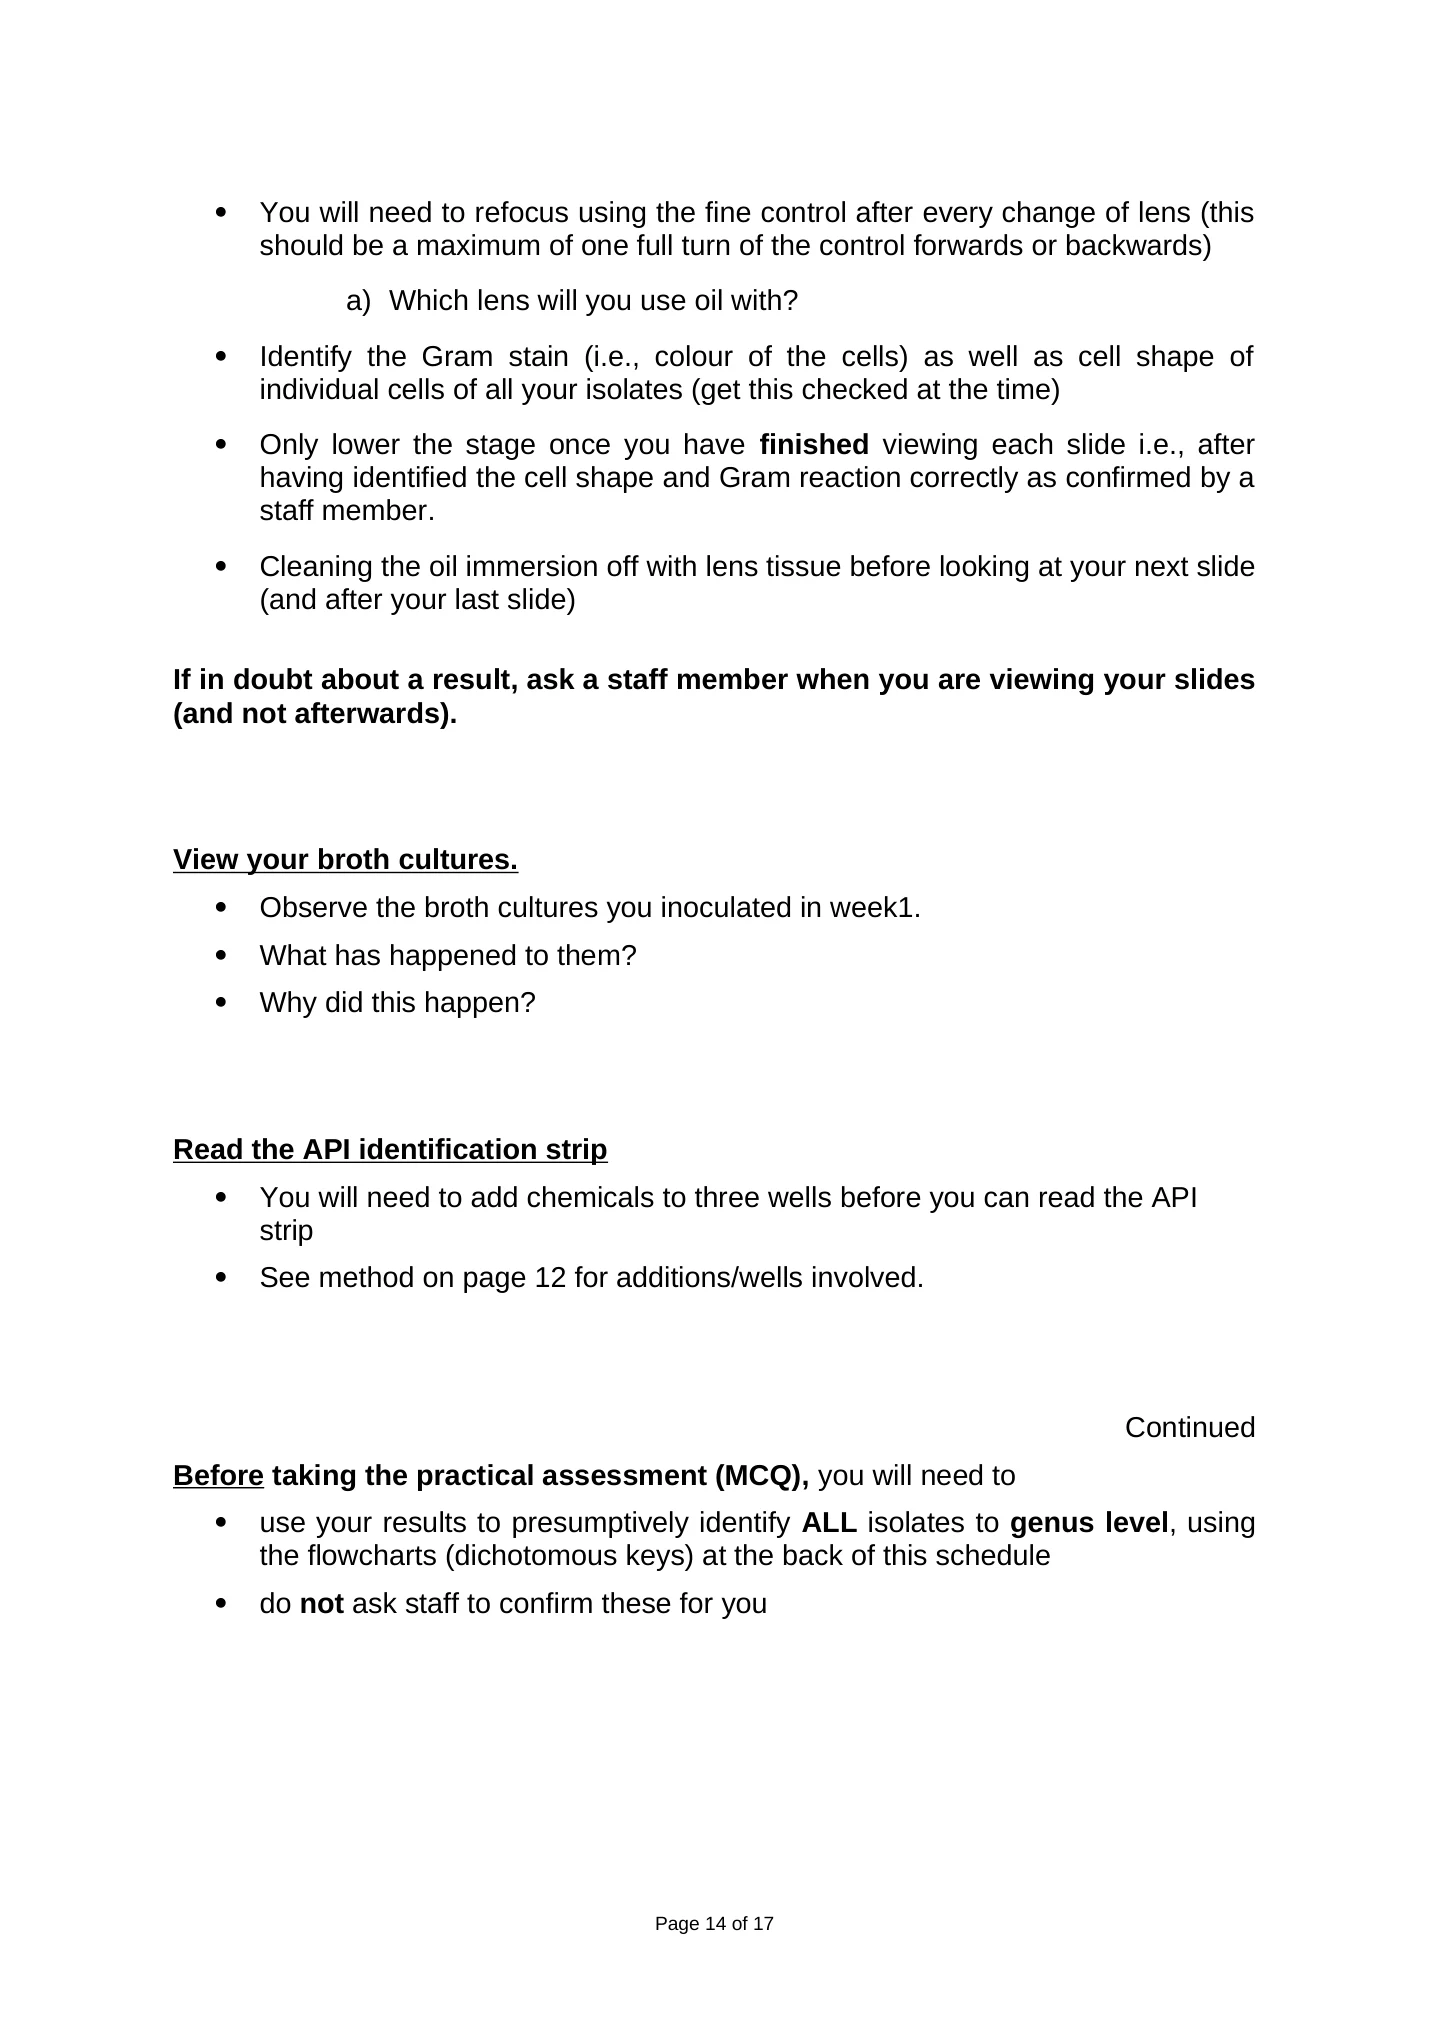 • You will need to refocus using the fine control after every change of lens (this
should be a maximum of one full turn of the control forwards or backwards)
a) Which lens will you use oil with?
• Identify the Gram stain (i.e., colour of the cells) as well as cell shape of
individual cells of all your isolates (get this checked at the time)
• Only lower the stage once you have finished viewing each slide i.e., after
having identified the cell shape and Gram reaction correctly as confirmed by a
staff member.
• Cleaning the oil immersion off with lens tissue before looking at your next slide
(and after your last slide)
If in doubt about a result, ask a staff member when you are viewing your slides
(and not afterwards).
View your broth cultures.
• Observe the broth cultures you inoculated in week1.
• What has happened to them?
• Why did this happen?
Read the API identification strip
• You will need to add chemicals to three wells before you can read the API
strip
• See method on page 12 for additions/wells involved.
Continued
Before taking the practical assessment (MCQ), you will need to
• use your results to presumptively identify ALL isolates to genus level, using
the flowcharts (dichotomous keys) at the back of this schedule
• do not ask staff to confirm these for you
Page 14 of 17